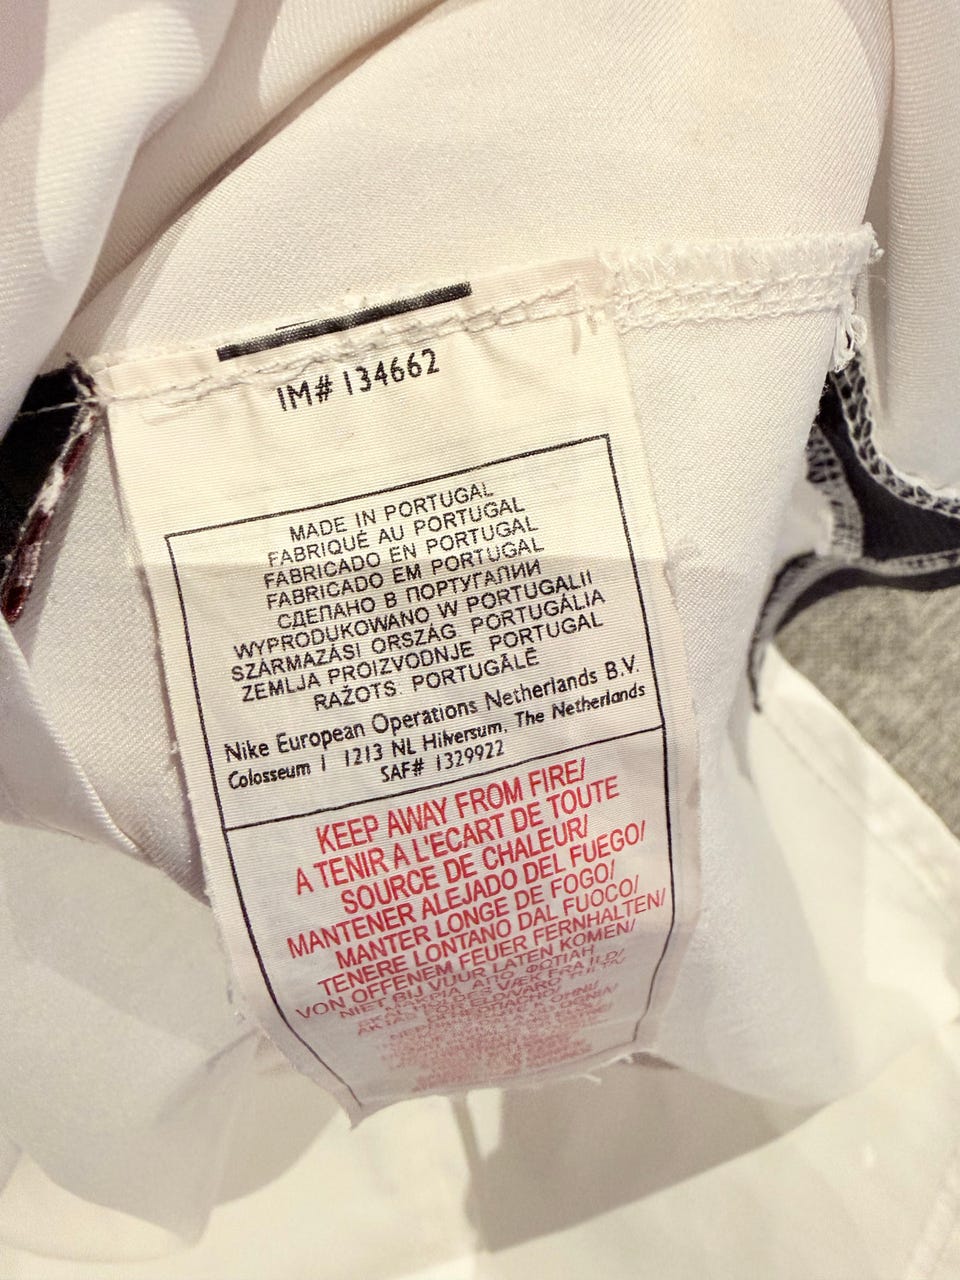 IM# 134662
MADE IN PORTUGAL
FABRIQUÉ AU PORTUGAL
FABRICADO EN PORTUGAL
FABRICADO EM PORTUGAL
СДЕЛАНО В ПОРТУГАЛИИ
WYPRODUKOWANO W PORTUGALII
SZÁRMAZÁSI ORSZÁG PORTUGÁLIA
ZEMLJA PROIZVODNJE PORTUGAL
RAŽOTS. PORTUGĀLĒ
Nike European Operations Netherlands B.V.
Colosseum 1 1213 NL Hilversum, The Netherlands
SAF# 1329922
KEEP AWAY FROM FIRE/
A TENIR A L'ECART DE TOUTE
SOURCE DE CHALEUR/
MANTENER ALEJADO DEL FUEGO/
MANTER LONGE DE FOGO/
TENERE LONTANO DAL FUOCO/
VON OFFENEM FEUER FERNHALTEN/
NIET BIJ VUUR LATEN KOMEN/
ΜΑΚΡΙΑ ΑΠΟ ΦΩΤΙΑ